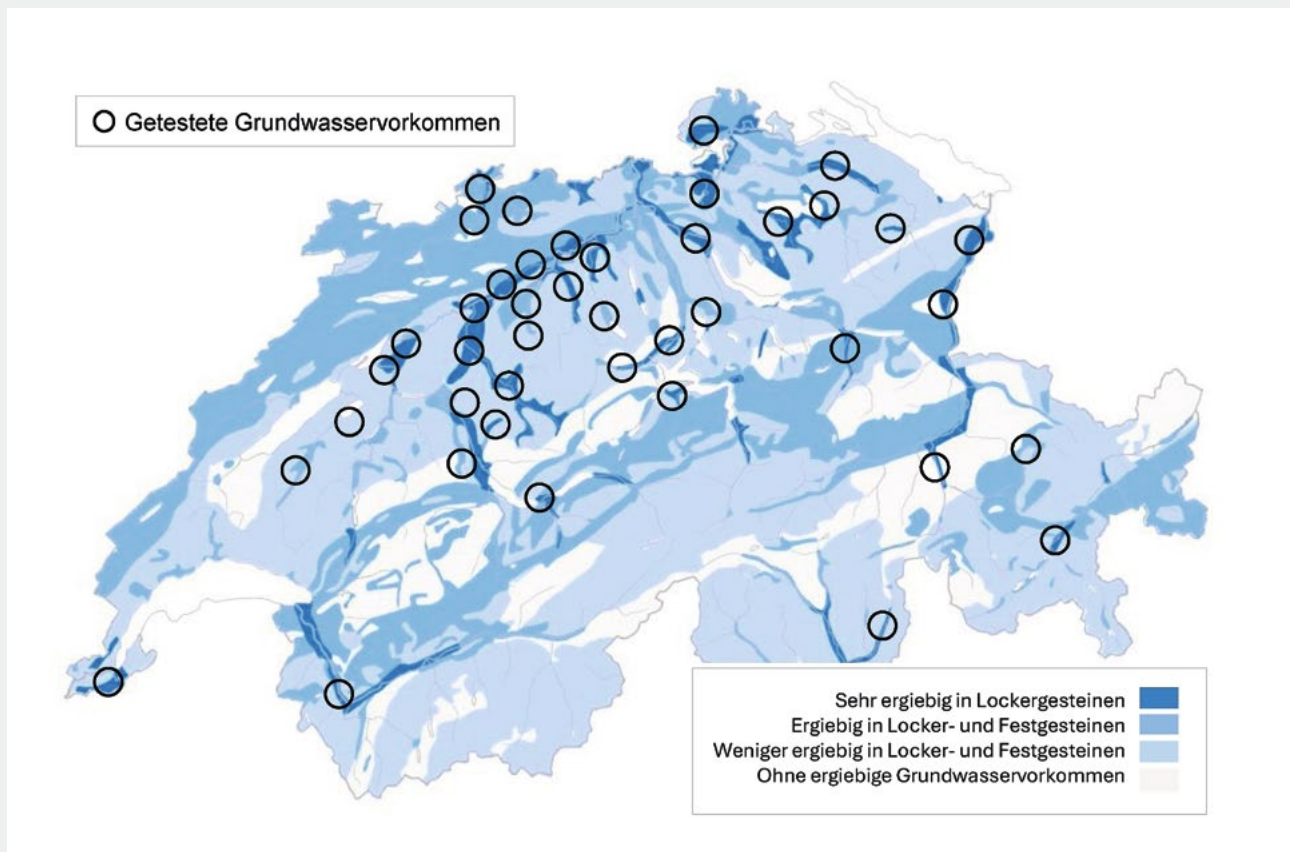 Getestete Grundwasservorkommen
Sehr ergiebig in Lockergesteinen
Ergiebig in Locker- und Festgesteinen
Weniger ergiebig in Locker- und Festgesteinen
Ohne ergiebige Grundwasservorkommen